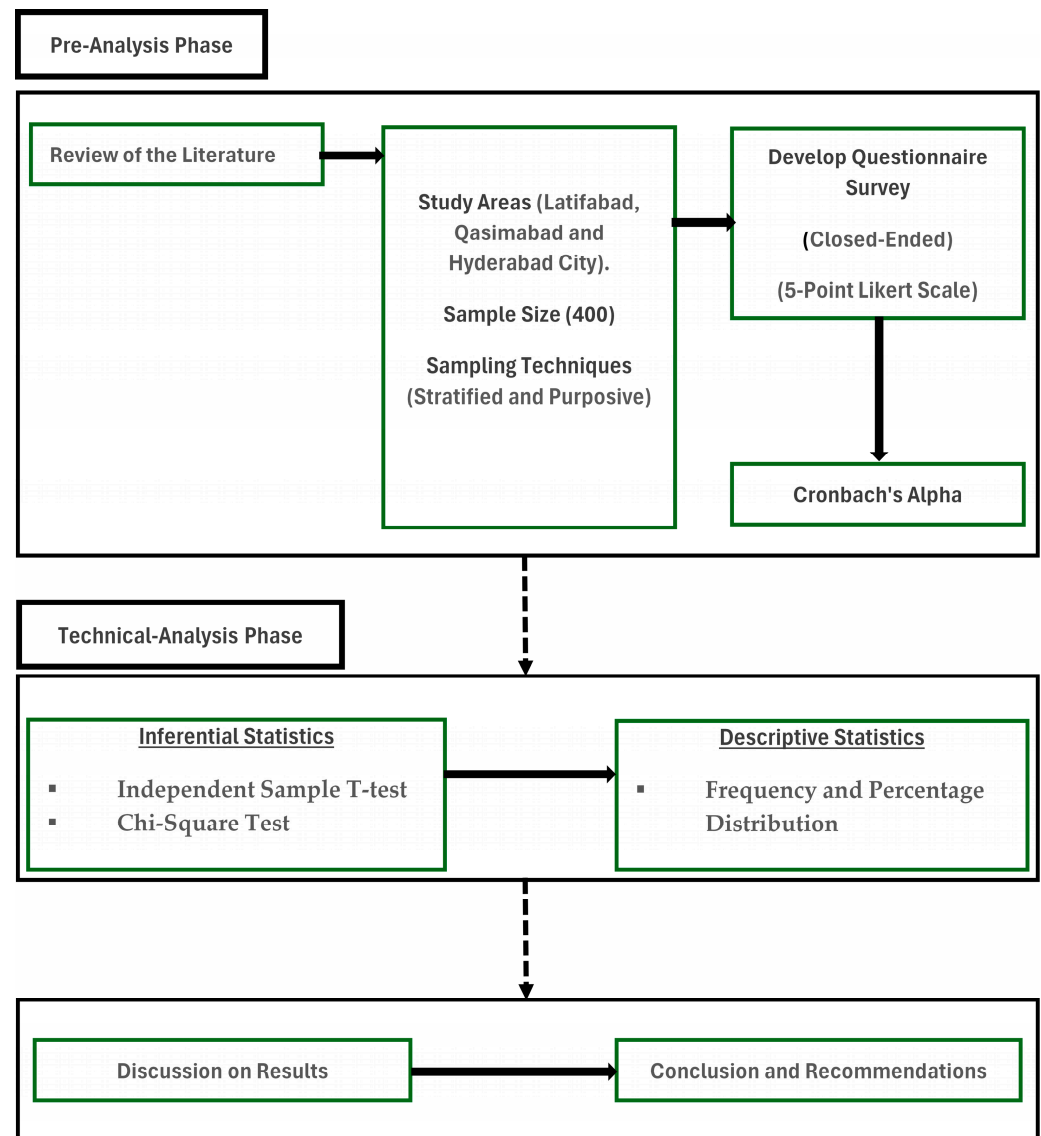 Pre-Analysis Phase
Review of the Literature
Study Areas (Latifabad,
Qasimabad and
Hyderabad City).
Sample Size (400)
Sampling Techniques
(Stratified and Purposive)
Develop Questionnaire
Survey
(Closed-Ended)
(5-Point Likert Scale)
Cronbach's Alpha
Technical-Analysis Phase
Inferential Statistics
▪ Independent Sample T-test
▪ Chi-Square Test
Descriptive Statistics
▪ Frequency and Percentage
Distribution
Discussion on Results
Conclusion and Recommendations